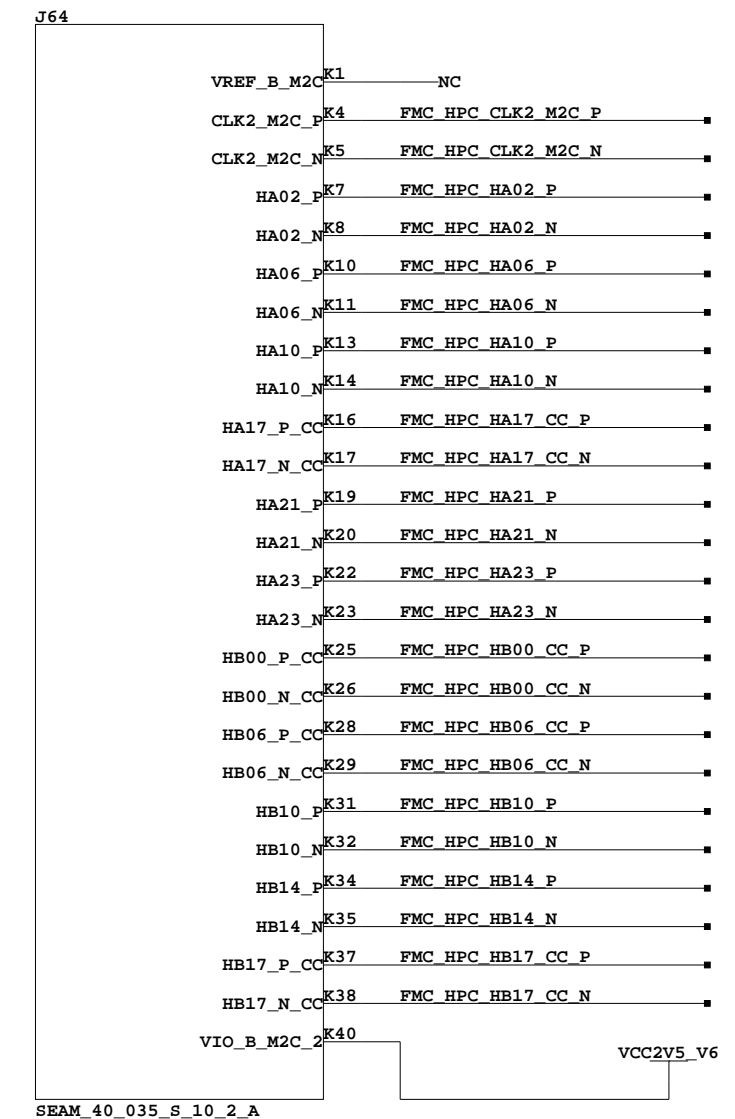 J64
VREF_B_M2C K1 NC
CLK2_M2C_P K4 FMC_HPC_CLK2_M2C_P
CLK2_M2C_N K5 FMC_HPC_CLK2_M2C_N
HA02_P K7 FMC_HPC_HA02_P
HA02_N K8 FMC_HPC_HA02_N
HA06_P K10 FMC_HPC_HA06_P
HA06_N K11 FMC_HPC_HA06_N
HA10_P K13 FMC_HPC_HA10_P
HA10_N K14 FMC_HPC_HA10_N
HA17_P_CC K16 FMC_HPC_HA17_CC_P
HA17_N_CC K17 FMC_HPC_HA17_CC_N
HA21_P K19 FMC_HPC_HA21_P
HA21_N K20 FMC_HPC_HA21_N
HA23_P K22 FMC_HPC_HA23_P
HA23_N K23 FMC_HPC_HA23_N
HB00_P_CC K25 FMC_HPC_HB00_CC_P
HB00_N_CC K26 FMC_HPC_HB00_CC_N
HB06_P_CC K28 FMC_HPC_HB06_CC_P
HB06_N_CC K29 FMC_HPC_HB06_CC_N
HB10_P K31 FMC_HPC_HB10_P
HB10_N K32 FMC_HPC_HB10_N
HB14_P K34 FMC_HPC_HB14_P
HB14_N K35 FMC_HPC_HB14_N
HB17_P_CC K37 FMC_HPC_HB17_CC_P
HB17_N_CC K38 FMC_HPC_HB17_CC_N
VIO_B_M2C_2 K40
VCC2V5_V6
SEAM_40_035_S_10_2_A